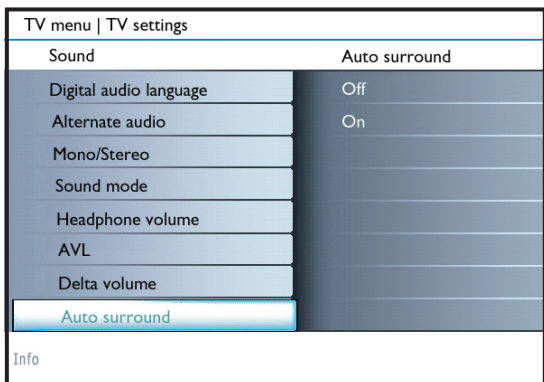 TV menu | TV settings
Sound
Auto surround
Digital audio language
Off
Alternate audio
On
Mono/Stereo
Sound mode
Headphone volume
AVL
Delta volume
Auto surround
Info